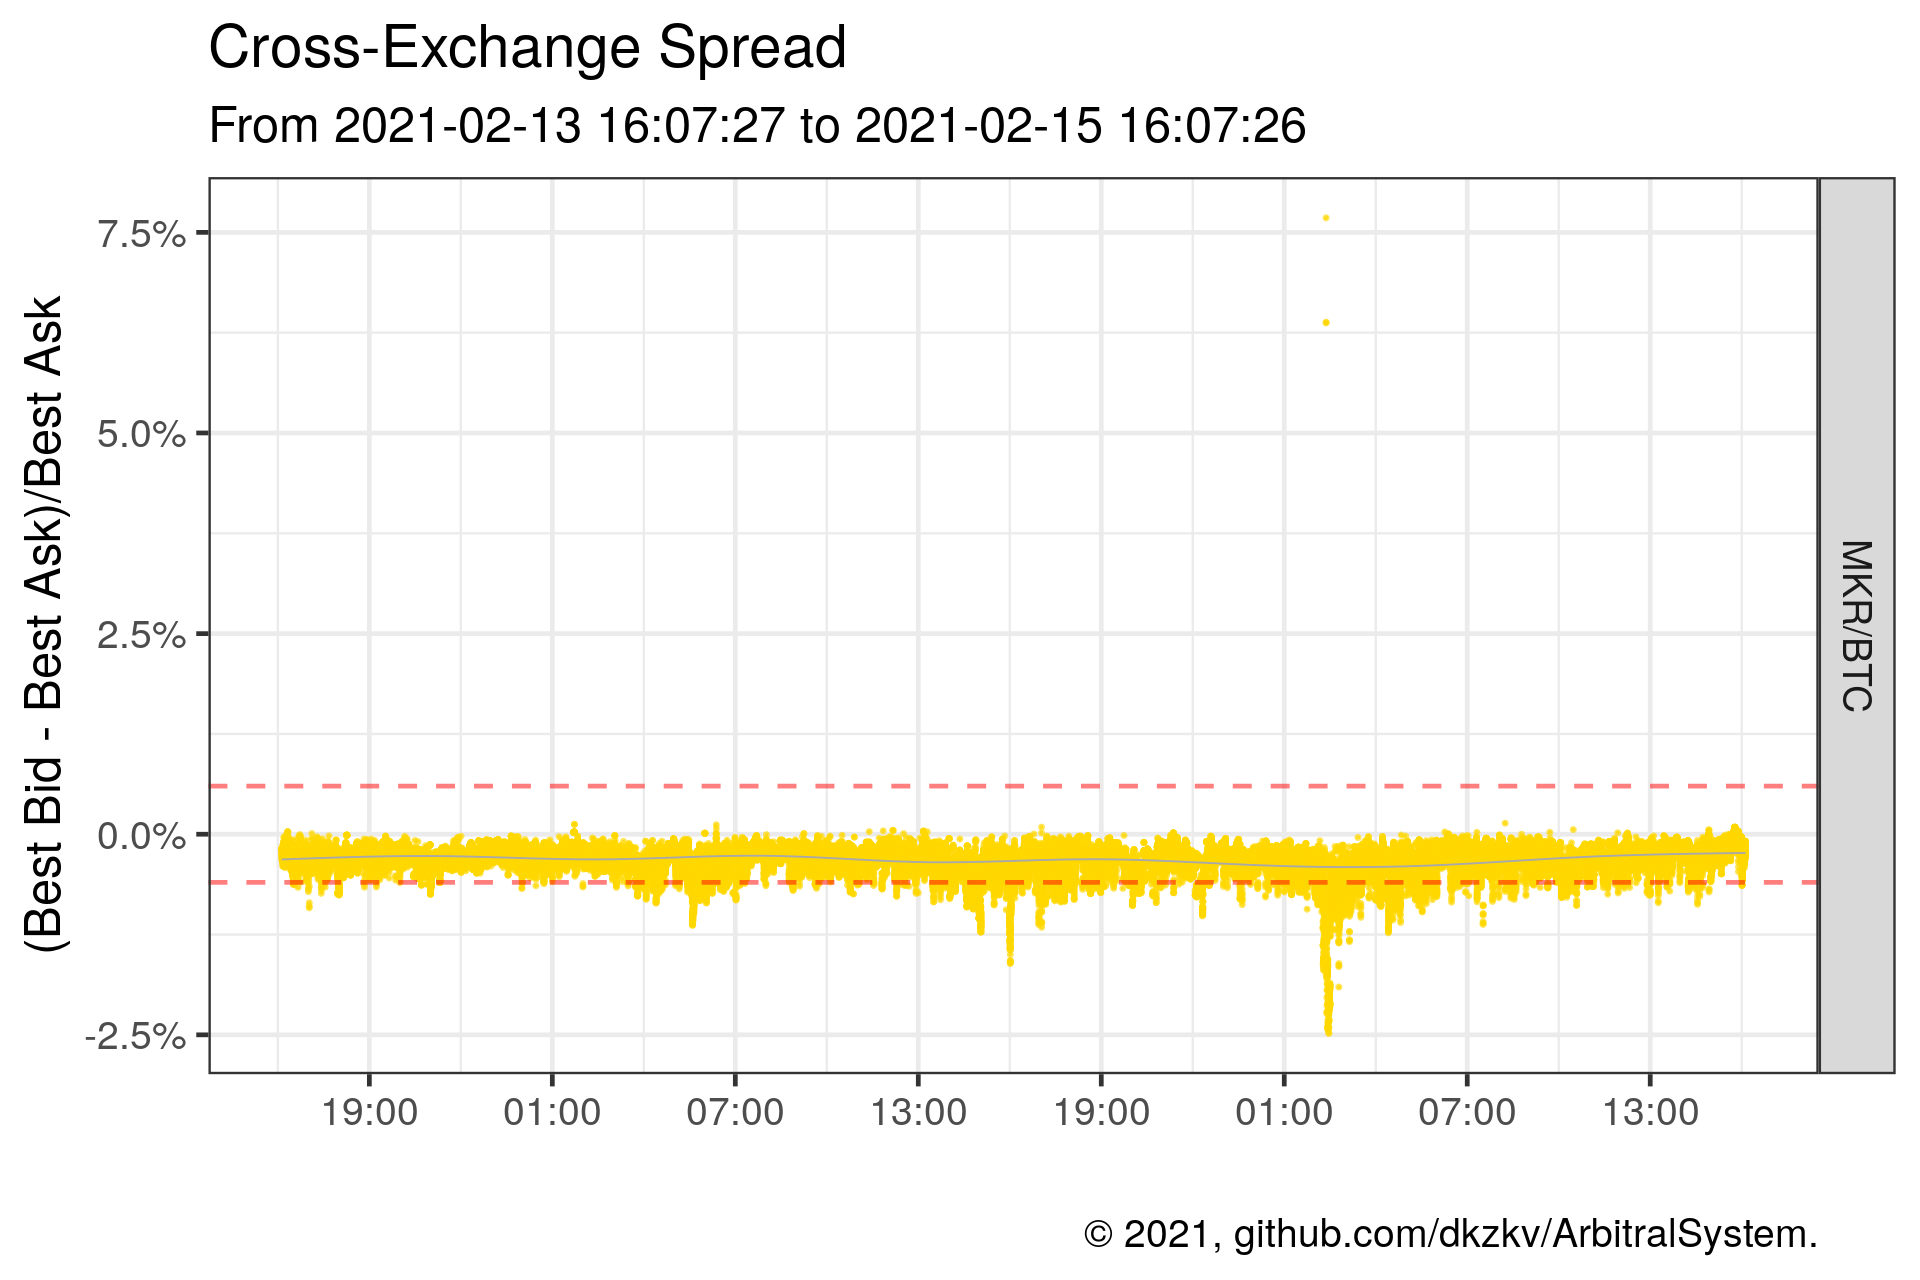 Cross-Exchange Spread
From 2021-02-13 16:07:27 to 2021-02-15 16:07:26
(Best Bid - Best Ask)/Best Ask
7.5%
5.0%
2.5%
0.0%
-2.5%
MKR/BTC
19:00 01:00 07:00 13:00 19:00 01:00 07:00 13:00
© 2021, github.com/dkzkv/ArbitralSystem.